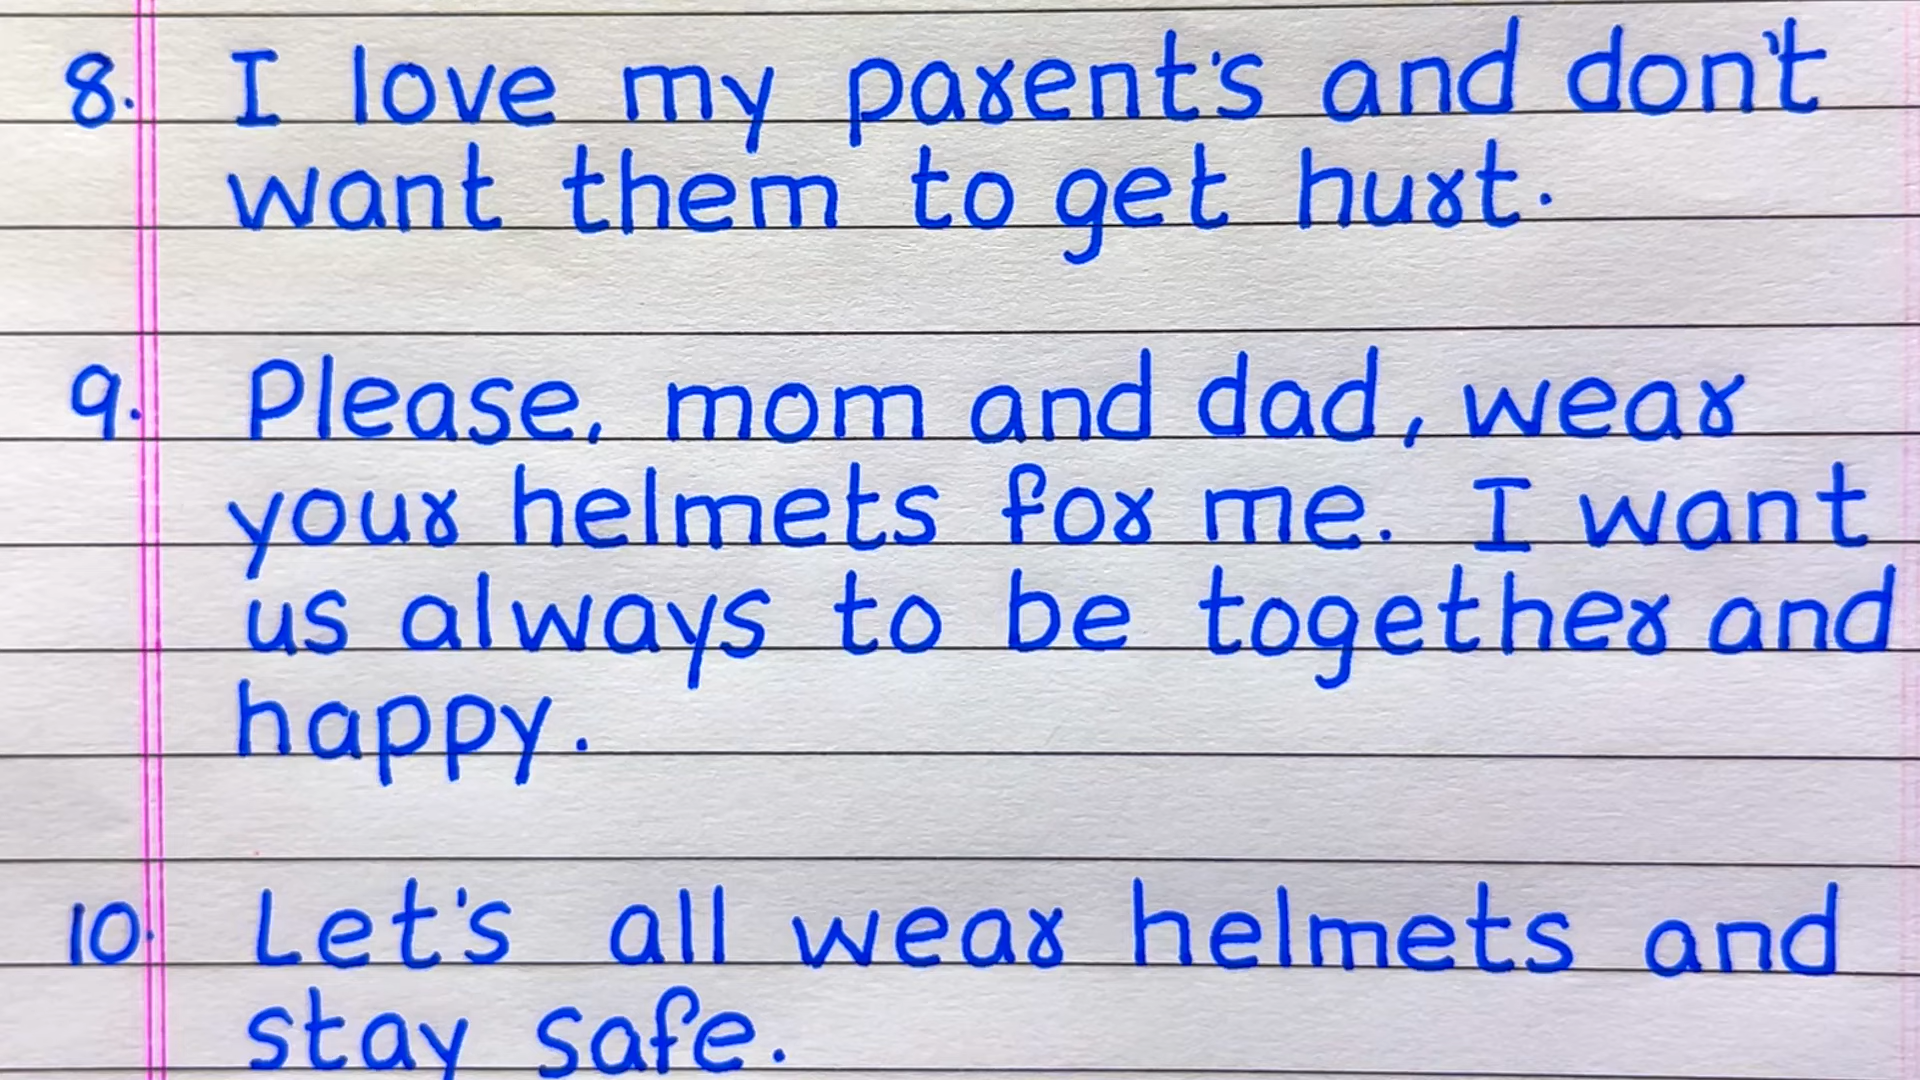 8. I love my parent's and don't
want them to get hurt.
9. Please, mom and dad, wear
your helmets for me. I want
us always to be together and
happy.
10. Let's all wear helmets and
stay safe.